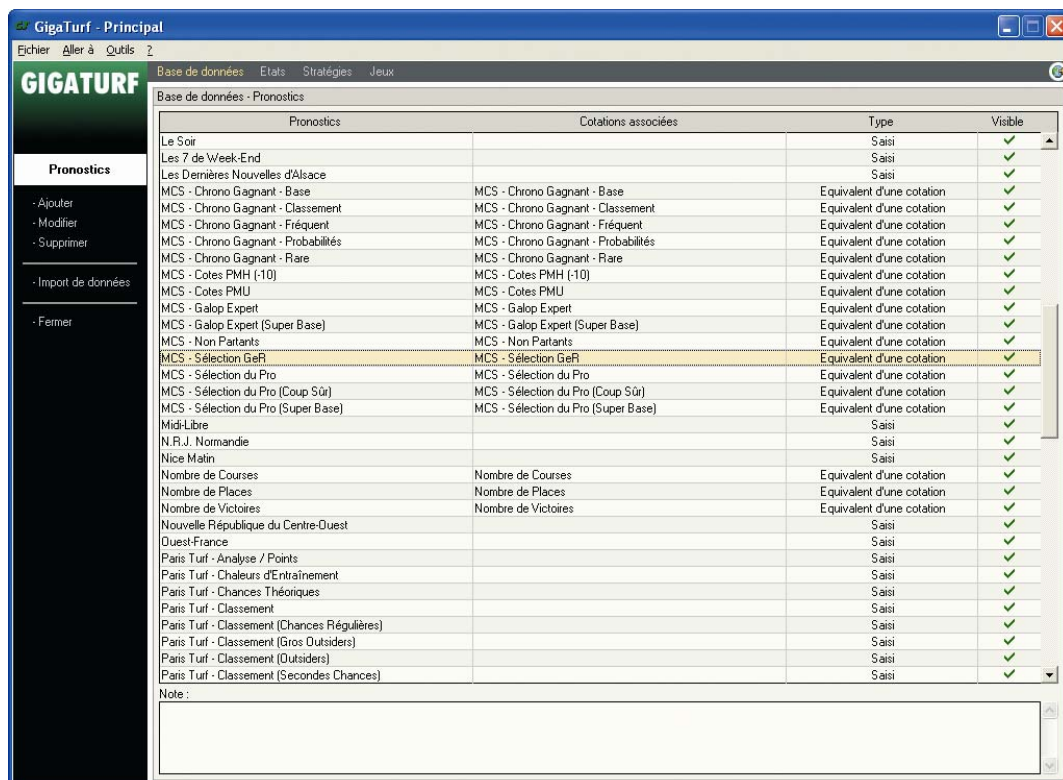 GigaTurf - Principal
Fichier Aller à Outils ?
GIGATURF
Base de données Etats Stratégies Jeux
Base de données - Pronostics
Pronostics
- Ajouter
- Modifier
- Supprimer
- Import de données
- Fermer
Pronostics Cotations associées Type Visible
Le Soir Saisi
Les 7 de Week-End Saisi
Les Dernières Nouvelles d'Alsace Saisi
MCS - Chrono Gagnant - Base MCS - Chrono Gagnant - Base Equivalent d'une cotation
MCS - Chrono Gagnant - Classement MCS - Chrono Gagnant - Classement Equivalent d'une cotation
MCS - Chrono Gagnant - Fréquent MCS - Chrono Gagnant - Fréquent Equivalent d'une cotation
MCS - Chrono Gagnant - Probabilités MCS - Chrono Gagnant - Probabilités Equivalent d'une cotation
MCS - Chrono Gagnant - Rare MCS - Chrono Gagnant - Rare Equivalent d'une cotation
MCS - Cotes PMH (-10) MCS - Cotes PMH (-10) Equivalent d'une cotation
MCS - Cotes PMU MCS - Cotes PMU Equivalent d'une cotation
MCS - Galop Expert MCS - Galop Expert Equivalent d'une cotation
MCS - Galop Expert (Super Base) MCS - Galop Expert (Super Base) Equivalent d'une cotation
MCS - Non Partants MCS - Non Partants Equivalent d'une cotation
MCS - Sélection GeR MCS - Sélection GeR Equivalent d'une cotation
MCS - Sélection du Pro MCS - Sélection du Pro Equivalent d'une cotation
MCS - Sélection du Pro (Coup Sûr) MCS - Sélection du Pro (Coup Sûr) Equivalent d'une cotation
MCS - Sélection du Pro (Super Base) MCS - Sélection du Pro (Super Base) Equivalent d'une cotation
Midi-Libre Saisi
N.R.J. Normandie Saisi
Nice Matin Saisi
Nombre de Courses Nombre de Courses Equivalent d'une cotation
Nombre de Places Nombre de Places Equivalent d'une cotation
Nombre de Victoires Nombre de Victoires Equivalent d'une cotation
Nouvelle République du Centre-Ouest Saisi
Ouest-France Saisi
Paris Turf - Analyse / Points Saisi
Paris Turf - Chaleurs d'Entraînement Saisi
Paris Turf - Chances Théoriques Saisi
Paris Turf - Classement Saisi
Paris Turf - Classement (Chances Régulières) Saisi
Paris Turf - Classement (Gros Outsiders) Saisi
Paris Turf - Classement (Outsiders) Saisi
Paris Turf - Classement (Secondes Chances) Saisi
Note :